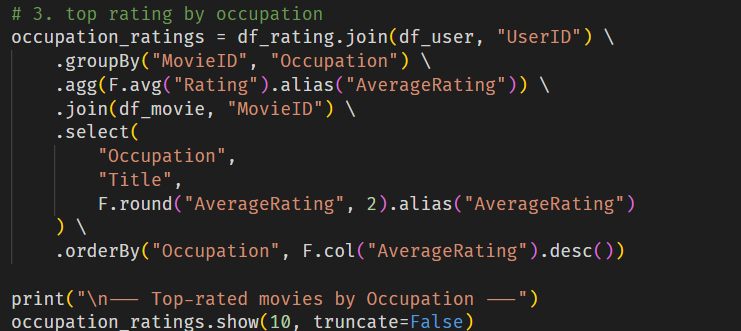 # 3. top rating by occupation
occupation_ratings = df_rating.join(df_user, "UserID") \
    .groupBy("MovieID", "Occupation") \
    .agg(F.avg("Rating").alias("AverageRating")) \
    .join(df_movie, "MovieID") \
    .select(
        "Occupation",
        "Title",
        F.round("AverageRating", 2).alias("AverageRating")
    ) \
    .orderBy("Occupation", F.col("AverageRating").desc())

print("\n--- Top-rated movies by Occupation ---")
occupation_ratings.show(10, truncate=False)